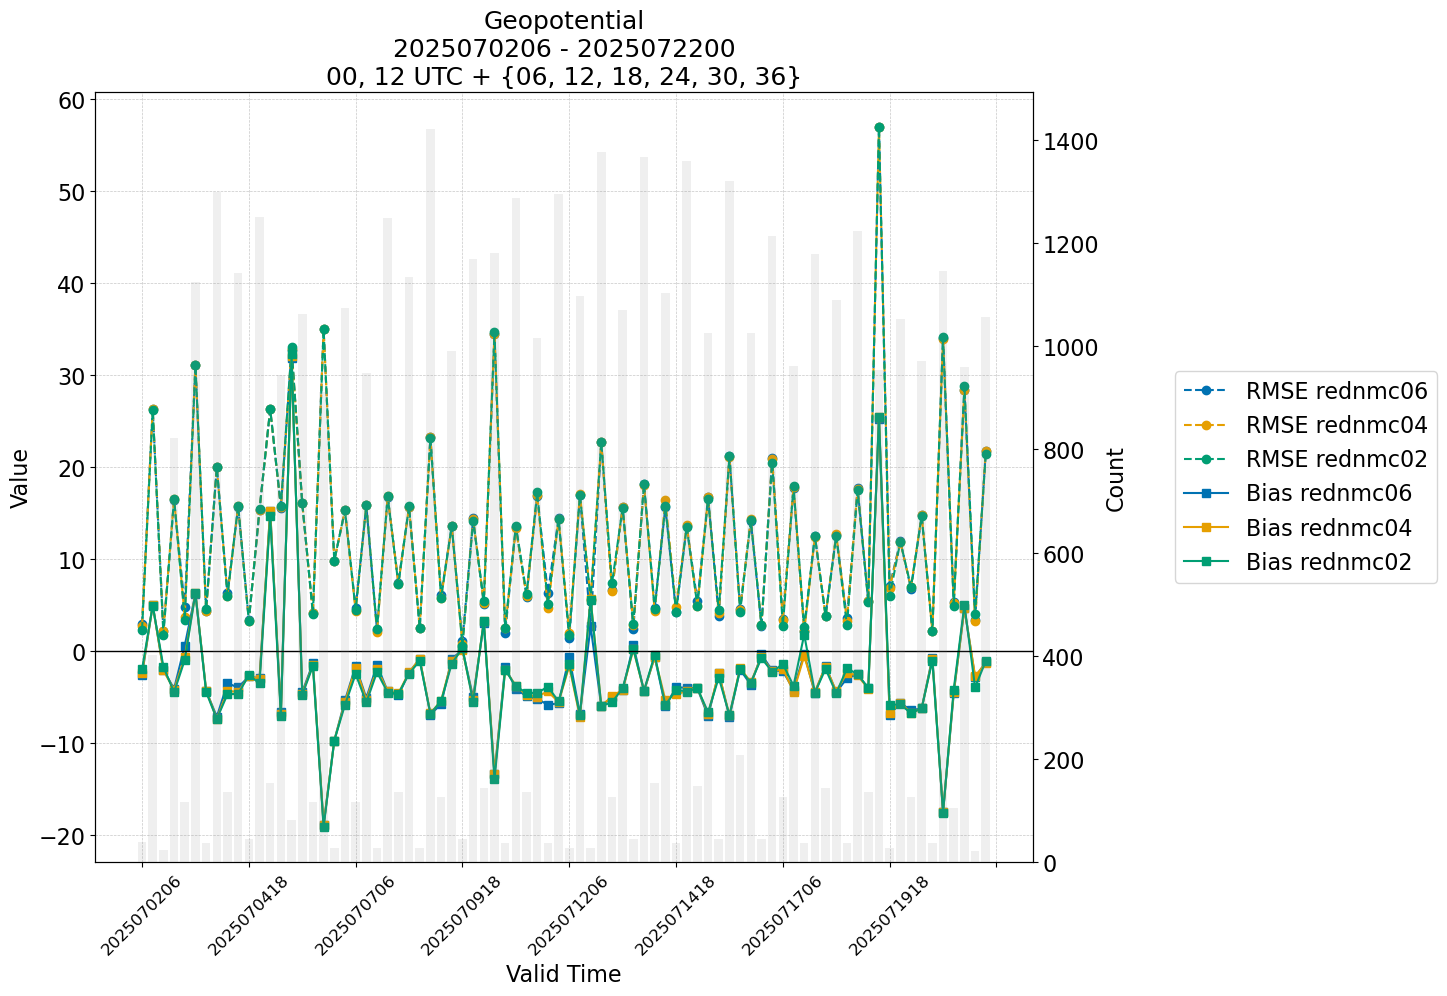 Geopotential
2025070206 - 2025072200
00, 12 UTC + {06, 12, 18, 24, 30, 36}
Value
60
50
40
30
20
10
0
−10
−20
1400
1200
1000
800
600
400
200
0
Count
2025070206
2025070418
2025070706
2025070918
2025071206
2025071418
2025071706
2025071918
Valid Time
RMSE rednmc06
RMSE rednmc04
RMSE rednmc02
Bias rednmc06
Bias rednmc04
Bias rednmc02